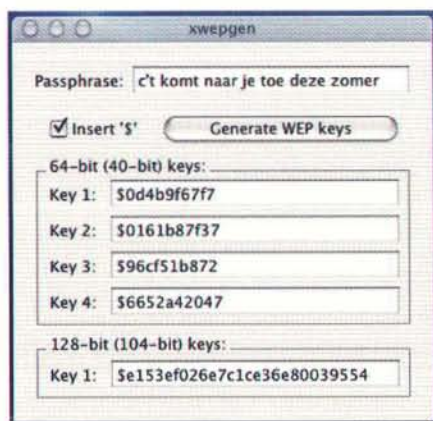 xwepgen
Passphrase: c't komt naar je toe deze zomer
Insert '$' Generate WEP keys
64-bit (40-bit) keys:
Key 1: $0d4b9f67f7
Key 2: $0161b87f37
Key 3: $96cf51b872
Key 4: $6652a42047
128-bit (104-bit) keys:
Key 1: $e153ef026e7c1ce36e80039554